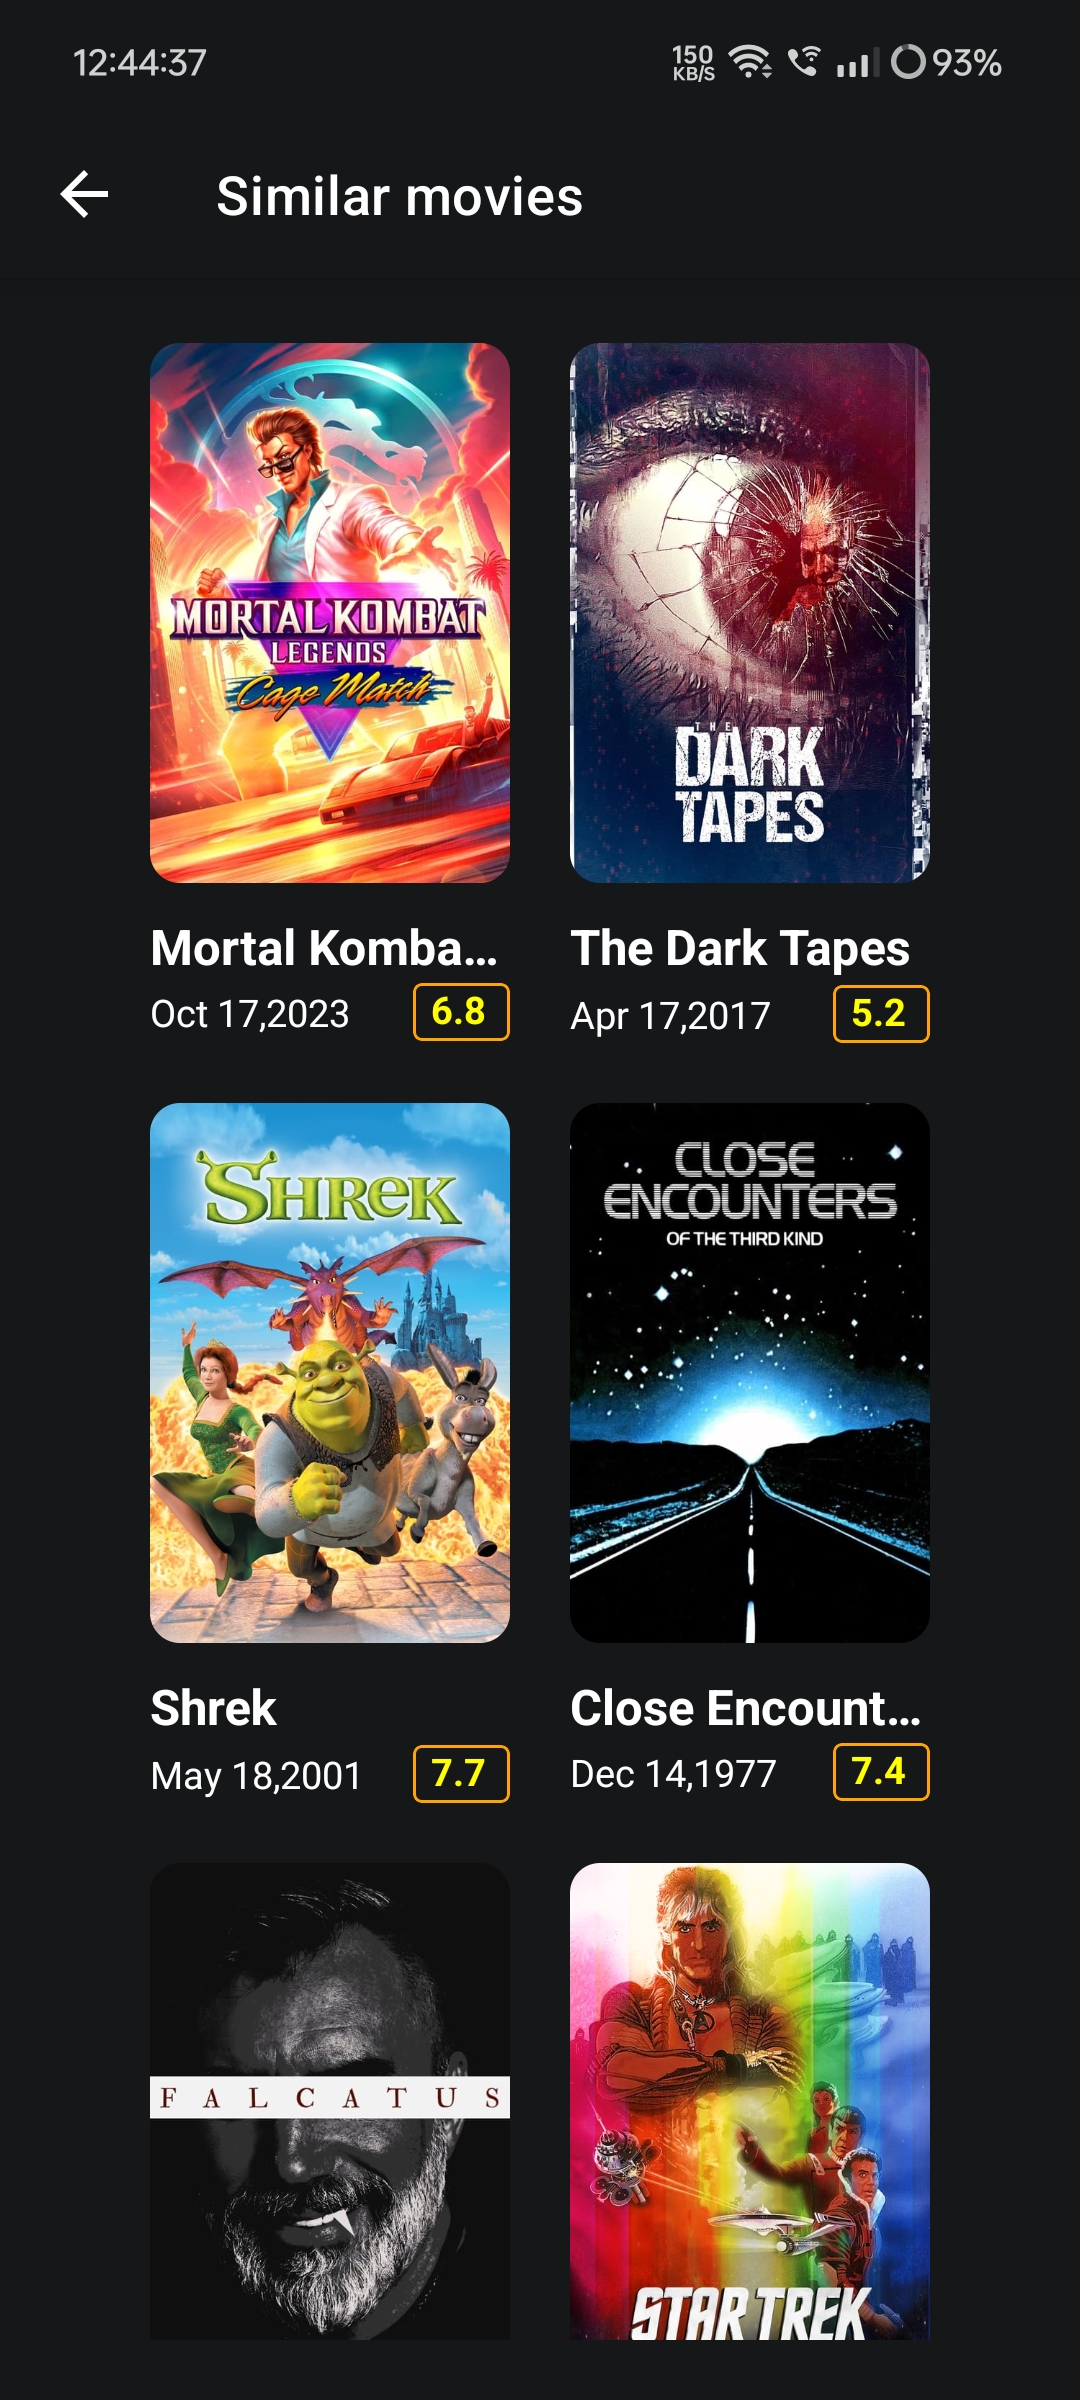 12:44:37
150
KB/S
93%
Similar movies
MORTAL KOMBAT
LEGENDS
Cage Match
THE
DARK
TAPES
Mortal Komba...
The Dark Tapes
Oct 17,2023
6.8
Apr 17,2017
5.2
SHREK
CLOSE
ENCOUNTERS
OF THE THIRD KIND
Shrek
Close Encount...
May 18,2001
7.7
Dec 14,1977
7.4
FALCATUS
STAR TREK